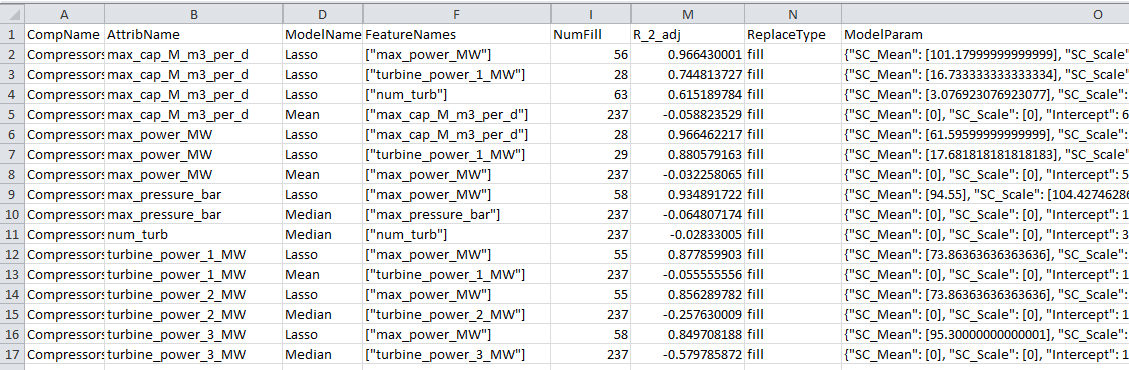 A B D F I M N O
1 CompName AttribName ModelName FeatureNames NumFill R_2_adj ReplaceType ModelParam
2 Compressors max_cap_M_m3_per_d Lasso ["max_power_MW"] 56 0.966430001 fill {"SC_Mean": [101.17999999999999], "SC_Scale"
3 Compressors max_cap_M_m3_per_d Lasso ["turbine_power_1_MW"] 28 0.744813727 fill {"SC_Mean": [16.733333333333334], "SC_Scale"
4 Compressors max_cap_M_m3_per_d Lasso ["num_turb"] 63 0.615189784 fill {"SC_Mean": [3.076923076923077], "SC_Scale":
5 Compressors max_cap_M_m3_per_d Mean ["max_cap_M_m3_per_d"] 237 -0.058823529 fill {"SC_Mean": [0], "SC_Scale": [0], "Intercept": 6
6 Compressors max_power_MW Lasso ["max_cap_M_m3_per_d"] 28 0.966462217 fill {"SC_Mean": [61.59599999999999], "SC_Scale":
7 Compressors max_power_MW Lasso ["turbine_power_1_MW"] 29 0.880579163 fill {"SC_Mean": [17.681818181818183], "SC_Scale"
8 Compressors max_power_MW Mean ["max_power_MW"] 237 -0.032258065 fill {"SC_Mean": [0], "SC_Scale": [0], "Intercept": 5
9 Compressors max_pressure_bar Lasso ["max_power_MW"] 58 0.934891722 fill {"SC_Mean": [94.55], "SC_Scale": [104.42746286
10 Compressors max_pressure_bar Median ["max_pressure_bar"] 237 -0.064807174 fill {"SC_Mean": [0], "SC_Scale": [0], "Intercept": 1
11 Compressors num_turb Median ["num_turb"] 237 -0.02833005 fill {"SC_Mean": [0], "SC_Scale": [0], "Intercept": 3
12 Compressors turbine_power_1_MW Lasso ["max_power_MW"] 55 0.877859903 fill {"SC_Mean": [73.86363636363636], "SC_Scale":
13 Compressors turbine_power_1_MW Mean ["turbine_power_1_MW"] 237 -0.055555556 fill {"SC_Mean": [0], "SC_Scale": [0], "Intercept": 1
14 Compressors turbine_power_2_MW Lasso ["max_power_MW"] 55 0.856289782 fill {"SC_Mean": [73.86363636363636], "SC_Scale":
15 Compressors turbine_power_2_MW Median ["turbine_power_2_MW"] 237 -0.257630009 fill {"SC_Mean": [0], "SC_Scale": [0], "Intercept": 1
16 Compressors turbine_power_3_MW Lasso ["max_power_MW"] 58 0.849708188 fill {"SC_Mean": [95.30000000000001], "SC_Scale":
17 Compressors turbine_power_3_MW Median ["turbine_power_3_MW"] 237 -0.579785872 fill {"SC_Mean": [0], "SC_Scale": [0], "Intercept": 1